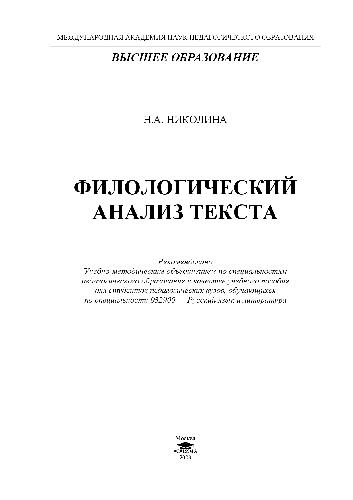 МЕЖДУНАРОДНАЯ АКАДЕМИЯ НАУК ПЕДАГОГИЧЕСКОГО ОБРАЗОВАНИЯ
ВЫСШЕЕ ОБРАЗОВАНИЕ
Н.А. НИКОЛИНА
ФИЛОЛОГИЧЕСКИЙ
АНАЛИЗ ТЕКСТА
Рекомендовано
Учебно-методическим объединением по специальностям
педагогического образования в качестве учебного пособия
для студентов педагогических вузов, обучающихся
по специальности 032900 — Русский язык и литература
Москва
ACADEMA